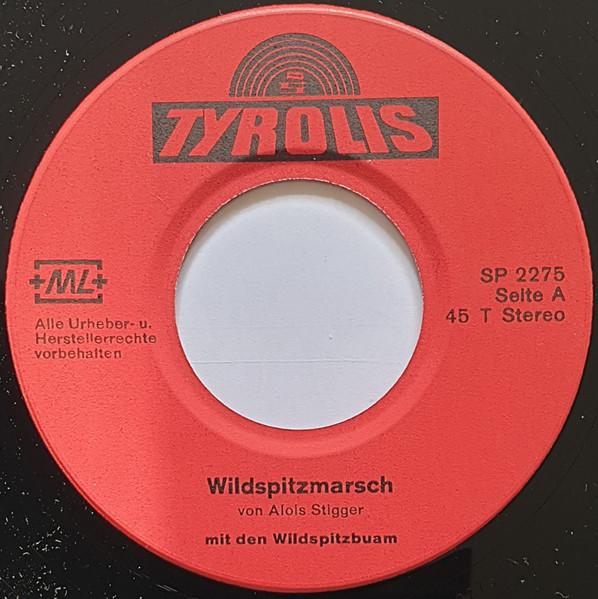 TYROLIS
ML
Alle Urheber- u.
Herstellerrechte
vorbehalten
SP 2275
Seite A
45 T Stereo
Wildspitzmarsch
von Alois Stigger
mit den Wildspitzbuam